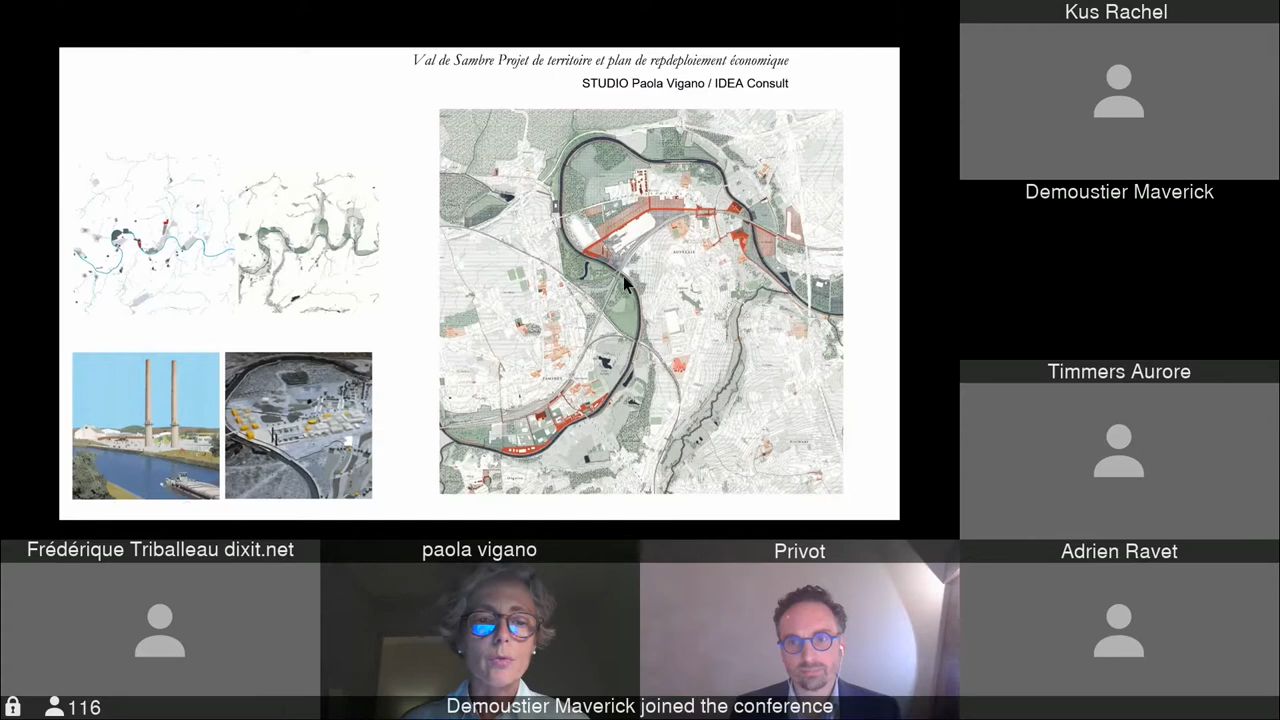 Kus Rachel
Val de Sambre Projet de territoire et plan de repdeploiement économique
STUDIO Paola Vigano / IDEA Consult
Demoustier Maverick
Timmers Aurore
Frédérique Triballeau dixit.net
paola vigano
Privot
Adrien Ravet
116
Demoustier Maverick joined the conference